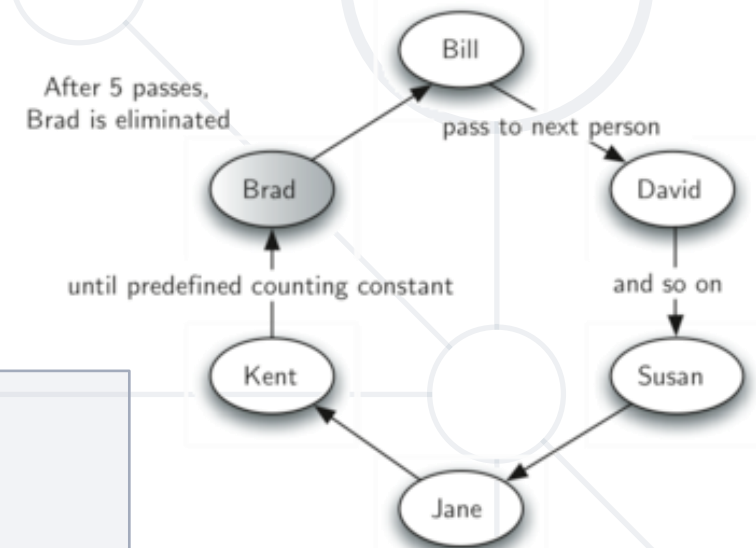 Bill
After 5 passes,
Brad is eliminated
pass to next person
Brad
David
until predefined counting constant
and so on
Kent
Susan
Jane